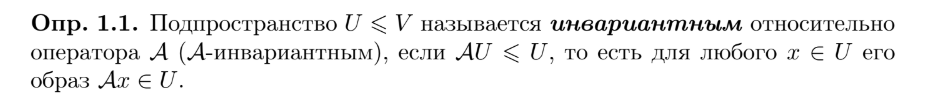 Опр. 1.1. Подпространство U ⩽ V называется инвариантным относительно
оператора 𝒜 (𝒜-инвариантным), если 𝒜U ⩽ U, то есть для любого x ∈ U его
образ 𝒜x ∈ U.